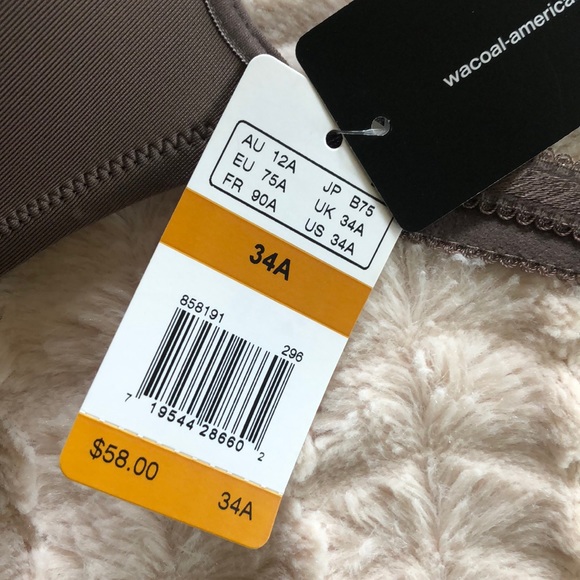 wacoal-america
AU 12A JP B75
EU 75A UK 34A
FR 90A US 34A
34A
858191
296
7 19544 28660 2
$58.00
34A